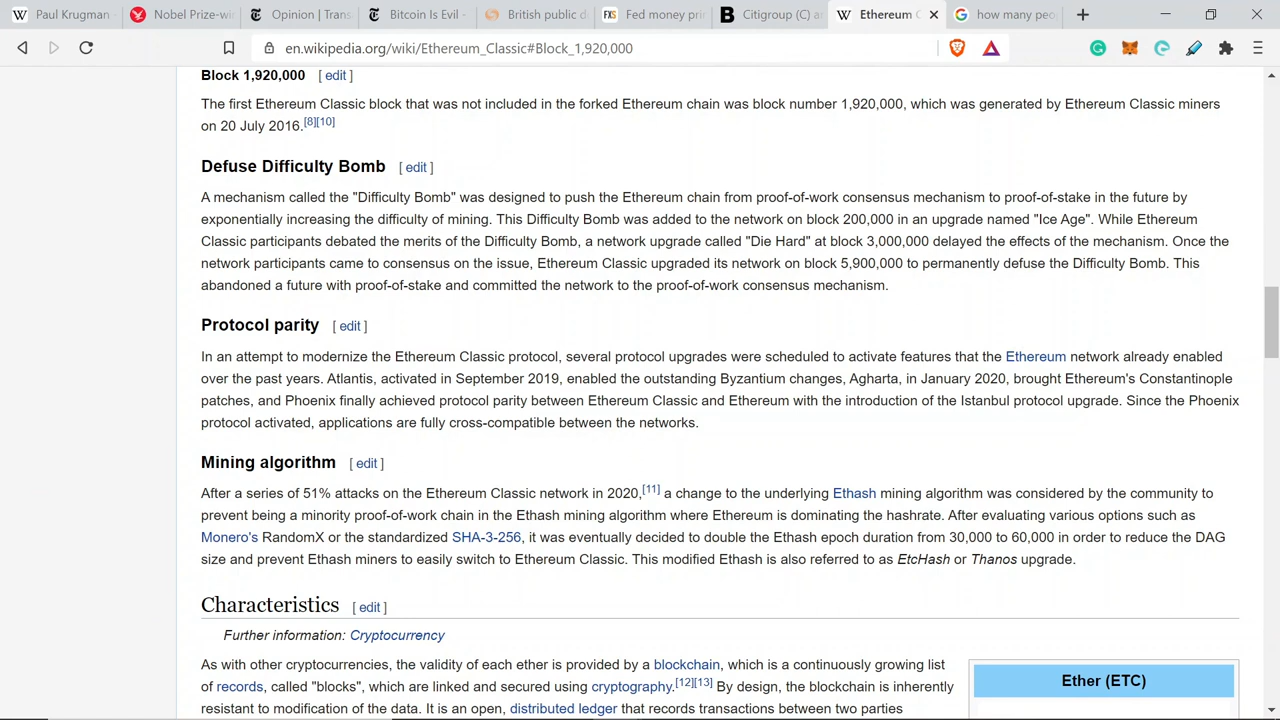 Paul Krugman -
Nobel Prize-wi
Opinion | Trans
Bitcoin Is Evil -
British public d
Fed money prin
Citigroup (C) an
Ethereum C
how many peo
en.wikipedia.org/wiki/Ethereum_Classic#Block_1,920,000
Block 1,920,000 [ edit ]
The first Ethereum Classic block that was not included in the forked Ethereum chain was block number 1,920,000, which was generated by Ethereum Classic miners
on 20 July 2016.[8][10]
Defuse Difficulty Bomb [ edit ]
A mechanism called the "Difficulty Bomb" was designed to push the Ethereum chain from proof-of-work consensus mechanism to proof-of-stake in the future by
exponentially increasing the difficulty of mining. This Difficulty Bomb was added to the network on block 200,000 in an upgrade named "Ice Age". While Ethereum
Classic participants debated the merits of the Difficulty Bomb, a network upgrade called "Die Hard" at block 3,000,000 delayed the effects of the mechanism. Once the
network participants came to consensus on the issue, Ethereum Classic upgraded its network on block 5,900,000 to permanently defuse the Difficulty Bomb. This
abandoned a future with proof-of-stake and committed the network to the proof-of-work consensus mechanism.
Protocol parity [ edit ]
In an attempt to modernize the Ethereum Classic protocol, several protocol upgrades were scheduled to activate features that the Ethereum network already enabled
over the past years. Atlantis, activated in September 2019, enabled the outstanding Byzantium changes, Agharta, in January 2020, brought Ethereum's Constantinople
patches, and Phoenix finally achieved protocol parity between Ethereum Classic and Ethereum with the introduction of the Istanbul protocol upgrade. Since the Phoenix
protocol activated, applications are fully cross-compatible between the networks.
Mining algorithm [ edit ]
After a series of 51% attacks on the Ethereum Classic network in 2020,[11] a change to the underlying Ethash mining algorithm was considered by the community to
prevent being a minority proof-of-work chain in the Ethash mining algorithm where Ethereum is dominating the hashrate. After evaluating various options such as
Monero's RandomX or the standardized SHA-3-256, it was eventually decided to double the Ethash epoch duration from 30,000 to 60,000 in order to reduce the DAG
size and prevent Ethash miners to easily switch to Ethereum Classic. This modified Ethash is also referred to as EtcHash or Thanos upgrade.
Characteristics [ edit ]
Further information: Cryptocurrency
As with other cryptocurrencies, the validity of each ether is provided by a blockchain, which is a continuously growing list
of records, called "blocks", which are linked and secured using cryptography.[12][13] By design, the blockchain is inherently
resistant to modification of the data. It is an open, distributed ledger that records transactions between two parties
Ether (ETC)